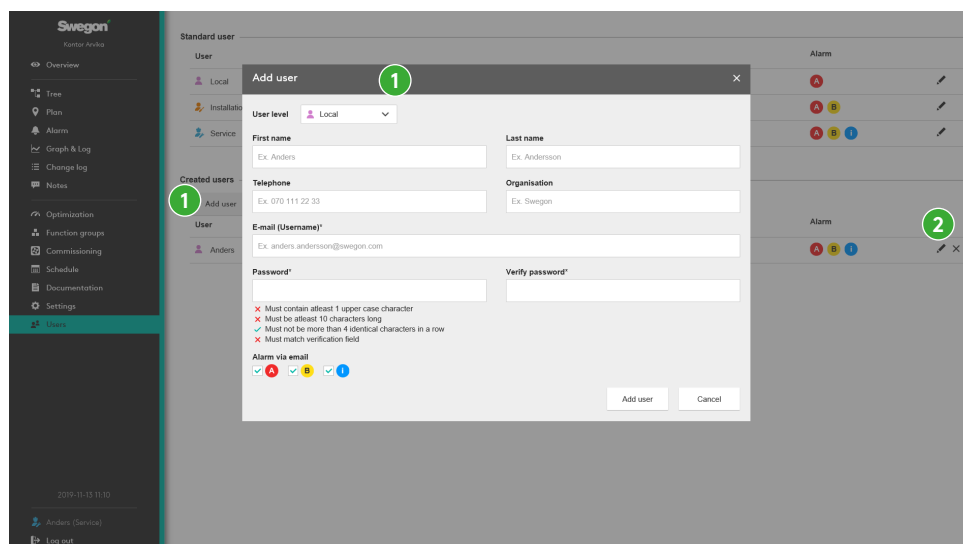 Swegon
Kontor Arvika
Overview
Tree
Plan
Alarm
Graph & Log
Change log
Notes
Optimization
Function groups
Commissioning
Schedule
Documentation
Settings
Users
2019-11-13 11:10
Anders (Service)
Log out
Standard user
User
Alarm
Local
A
Installatio
A B
Service
A B i
Created users
1
Add user
User
Alarm
2
Anders
A B i
Add user
1
User level
Local
First name
Last name
Ex. Anders
Ex. Andersson
Telephone
Organisation
Ex. 070 111 22 33
Ex. Swegon
E-mail (Username)*
Ex. anders.andersson@swegon.com
Password*
Verify password*
Must contain atleast 1 upper case character
Must be atleast 10 characters long
Must not be more than 4 identical characters in a row
Must match verification field
Alarm via email
A B i
Add user
Cancel